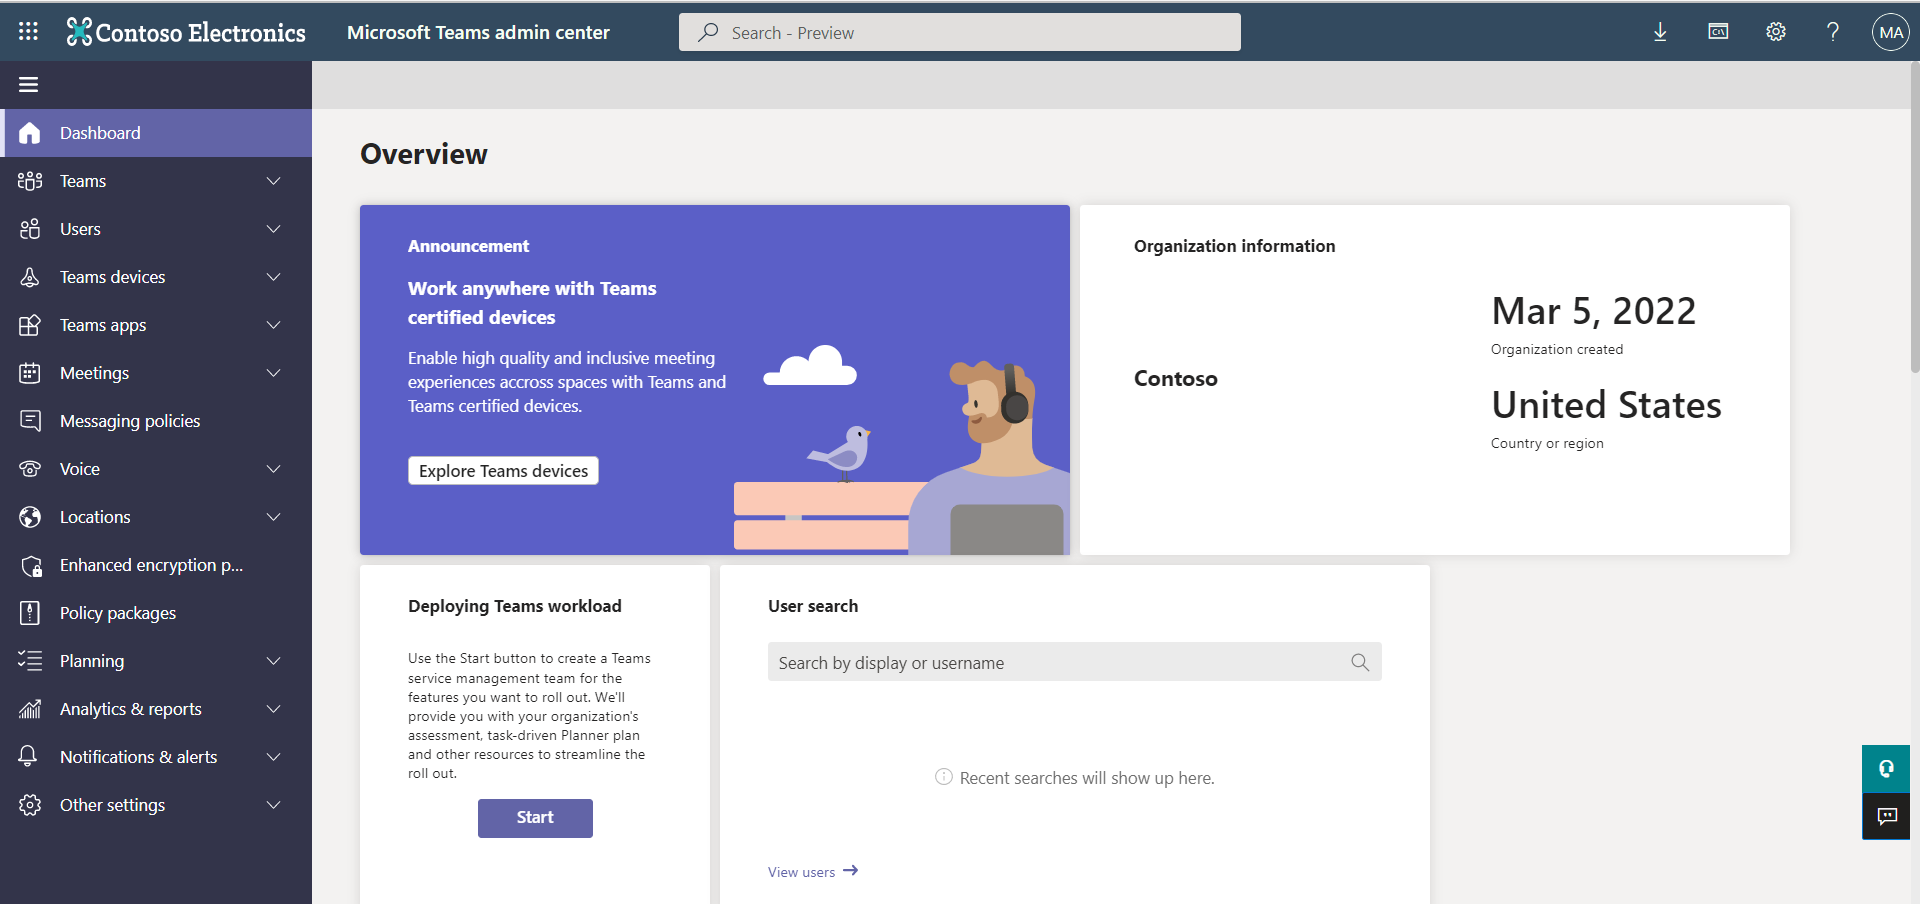 Contoso Electronics
Microsoft Teams admin center
Search - Preview
C:\
?
MA
Dashboard
Teams
Users
Teams devices
Teams apps
Meetings
Messaging policies
Voice
Locations
Enhanced encryption p...
Policy packages
Planning
Analytics & reports
Notifications & alerts
Other settings
Overview
Announcement
Work anywhere with Teams
certified devices
Enable high quality and inclusive meeting
experiences accross spaces with Teams and
Teams certified devices.
Explore Teams devices
Organization information
Contoso
Mar 5, 2022
Organization created
United States
Country or region
Deploying Teams workload
Use the Start button to create a Teams
service management team for the
features you want to roll out. We'll
provide you with your organization's
assessment, task-driven Planner plan
and other resources to streamline the
roll out.
Start
User search
Search by display or username
Recent searches will show up here.
View users